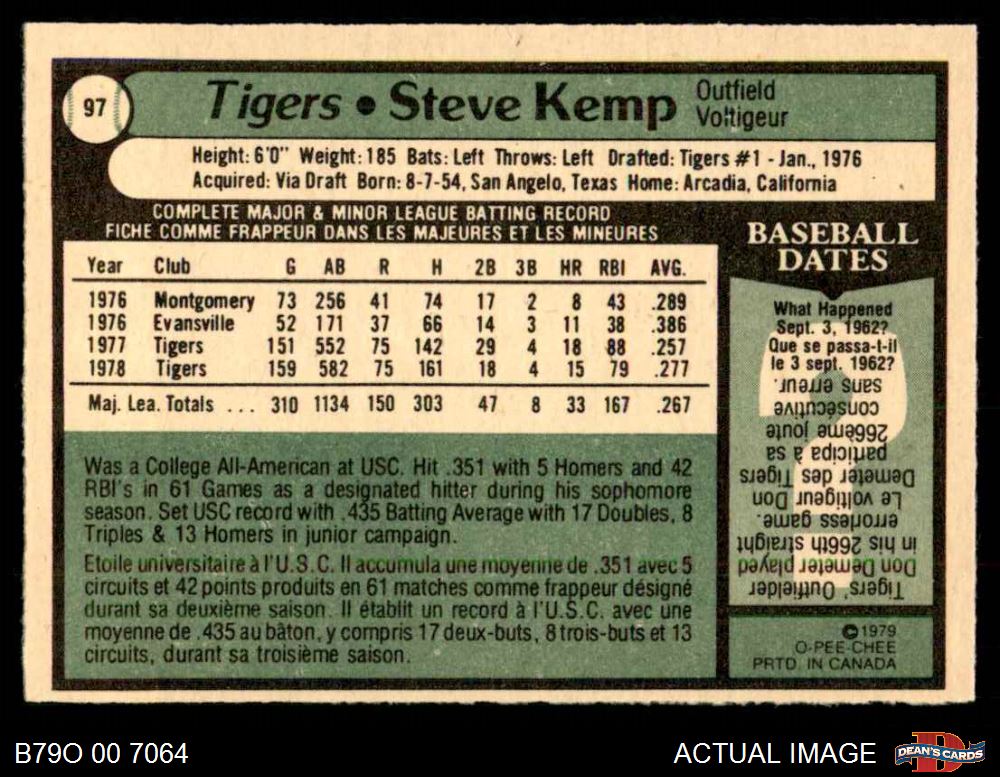 97
Tigers • Steve Kemp
Outfield
Voltigeur
Height: 6'0" Weight: 185 Bats: Left Throws: Left Drafted: Tigers #1 - Jan., 1976
Acquired: Via Draft Born: 8-7-54, San Angelo, Texas Home: Arcadia, California
COMPLETE MAJOR & MINOR LEAGUE BATTING RECORD
FICHE COMME FRAPPEUR DANS LES MAJEURES ET LES MINEURES
Year Club G AB R H 2B 3B HR RBI AVG.
1976 Montgomery 73 256 41 74 17 2 8 43 .289
1976 Evansville 52 171 37 66 14 3 11 38 .386
1977 Tigers 151 552 75 142 29 4 18 88 .257
1978 Tigers 159 582 75 161 18 4 15 79 .277
Maj. Lea. Totals ... 310 1134 150 303 47 8 33 167 .267
Was a College All-American at USC. Hit .351 with 5 Homers and 42
RBI's in 61 Games as a designated hitter during his sophomore
season. Set USC record with .435 Batting Average with 17 Doubles, 8
Triples & 13 Homers in junior campaign.
Etoile universitaire à l'U.S.C. Il accumula une moyenne de .351 avec 5
circuits et 42 points produits en 61 matches comme frappeur désigné
durant sa deuxième saison. Il établit un record à l'U.S.C. avec une
moyenne de .435 au bâton, y compris 17 deux-buts, 8 trois-buts et 13
circuits, durant sa troisième saison.
BASEBALL
DATES
What Happened
Sept. 3, 1962?
Que se passa-t-il
le 3 sept. 1962?
Tigers' Outfielder
Don Demeter played
in his 266th straight
errorless game.
Le voltigeur Don
Demeter des Tigers
participa à sa
266ème joute
consécutive
sans erreur.
©1979
O-PEE-CHEE
PRTD. IN CANADA
B79O 00 7064
ACTUAL IMAGE
DEAN'S CARDS